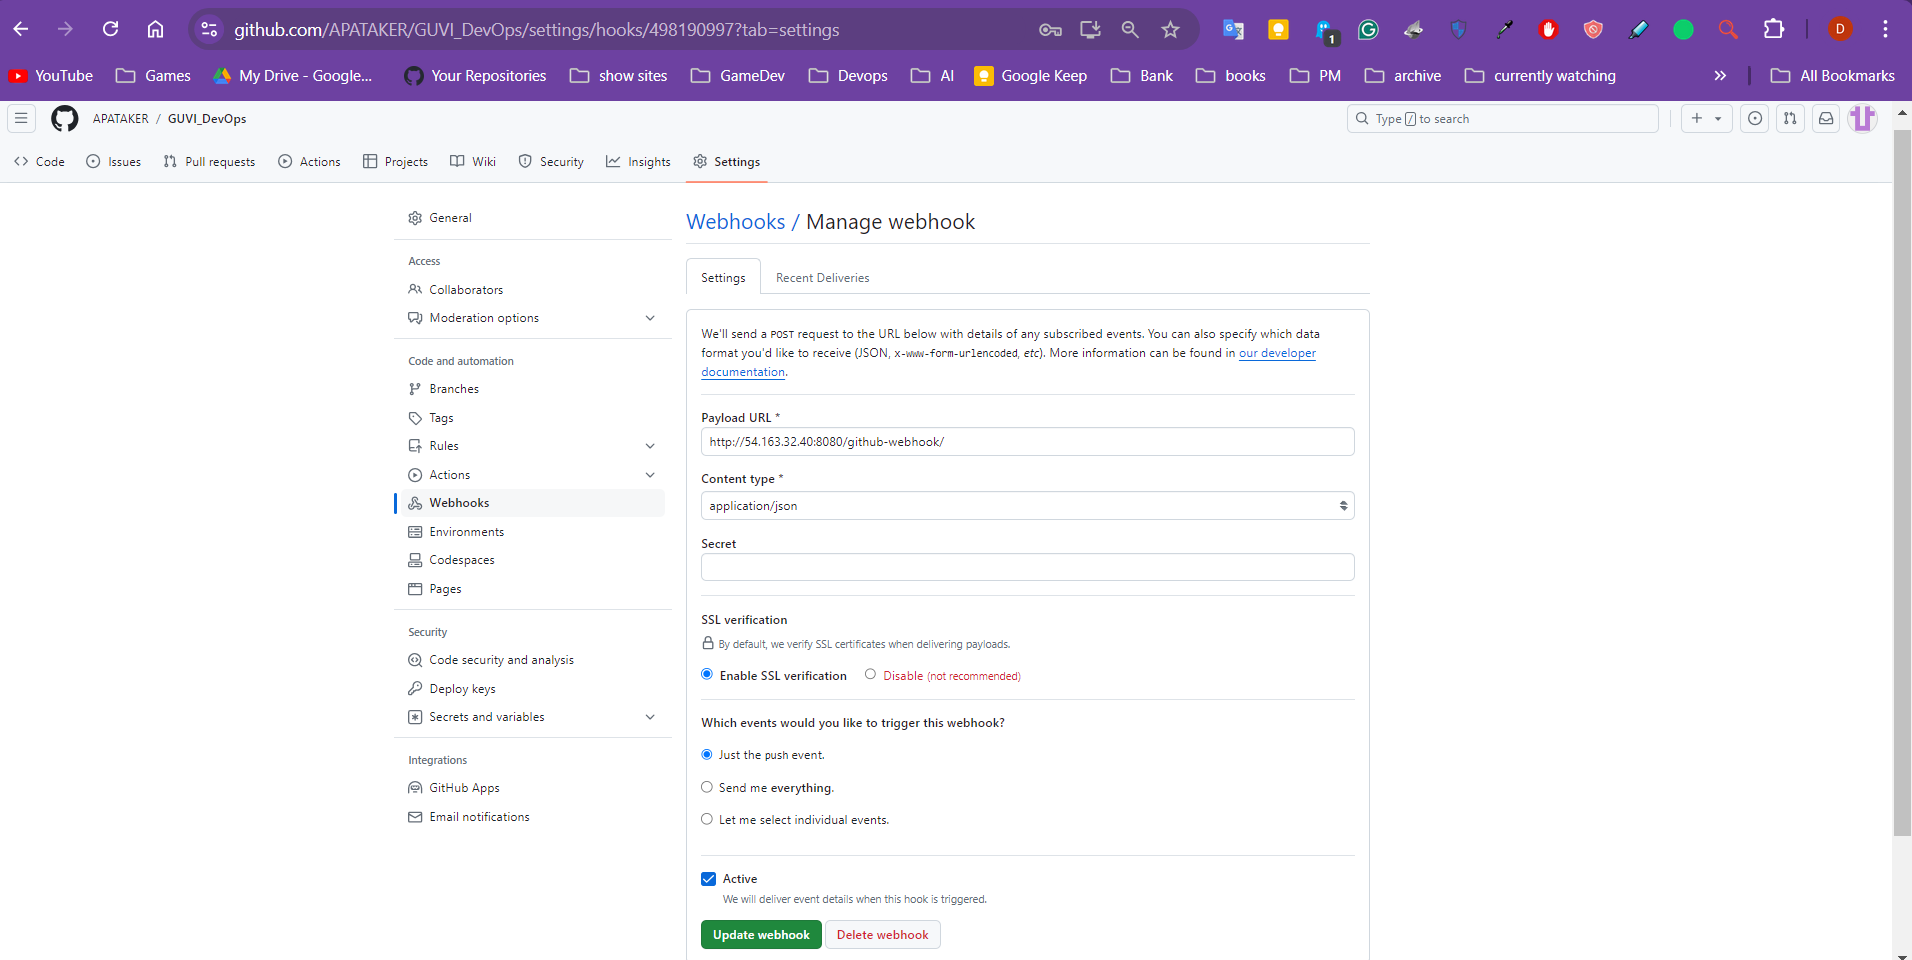 github.com/APATAKER/GUVI_DevOps/settings/hooks/498190997?tab=settings
1
D
YouTube Games My Drive - Google... Your Repositories show sites GameDev Devops AI Google Keep Bank books PM archive currently watching » All Bookmarks
APATAKER / GUVI_DevOps
Type / to search
Code Issues Pull requests Actions Projects Wiki Security Insights Settings
General
Access
Collaborators
Moderation options
Code and automation
Branches
Tags
Rules
Actions
Webhooks
Environments
Codespaces
Pages
Security
Code security and analysis
Deploy keys
Secrets and variables
Integrations
GitHub Apps
Email notifications
Webhooks / Manage webhook
Settings Recent Deliveries
We'll send a POST request to the URL below with details of any subscribed events. You can also specify which data
format you'd like to receive (JSON, x-www-form-urlencoded, etc). More information can be found in our developer
documentation.
Payload URL *
http://54.163.32.40:8080/github-webhook/
Content type *
application/json
Secret
SSL verification
By default, we verify SSL certificates when delivering payloads.
Enable SSL verification Disable (not recommended)
Which events would you like to trigger this webhook?
Just the push event.
Send me everything.
Let me select individual events.
Active
We will deliver event details when this hook is triggered.
Update webhook Delete webhook